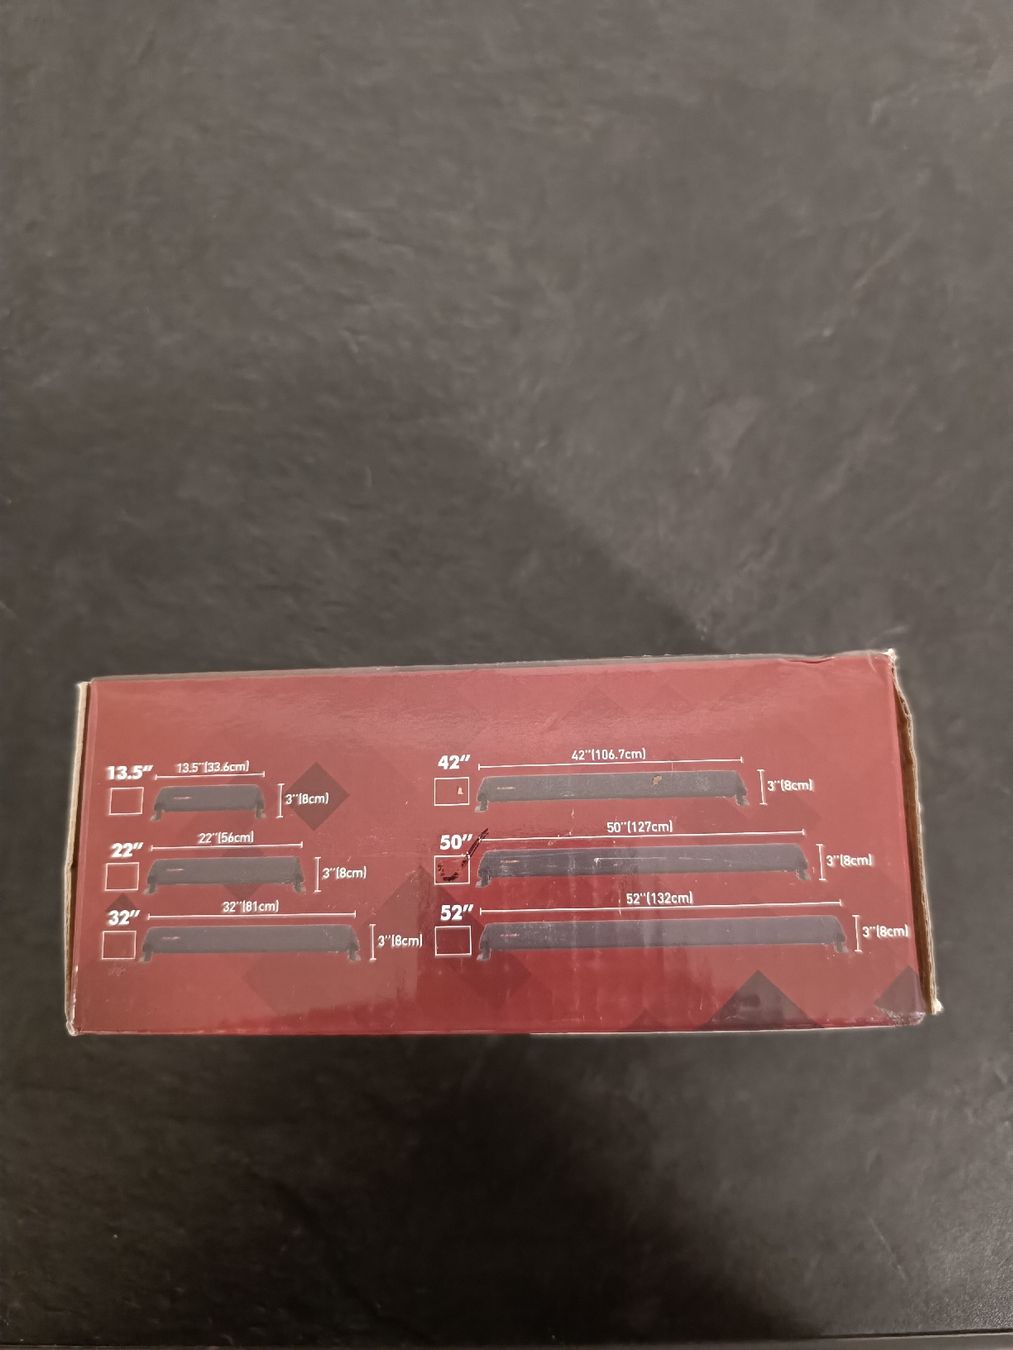 13.5" 13.5"(33.6cm) 3"(8cm)
22" 22"(56cm) 3"(8cm)
32" 32"(81cm) 3"(8cm)
42" 42"(106.7cm) 3"(8cm)
50" 50"(127cm) 3"(8cm)
52" 52"(132cm) 3"(8cm)